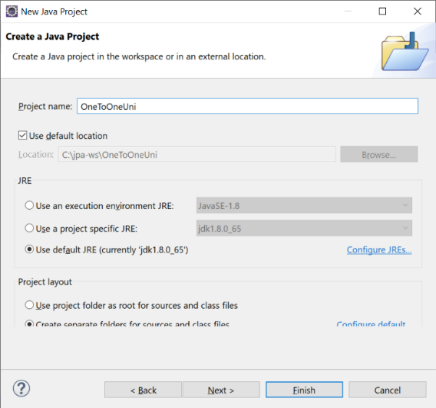 New Java Project
Create a Java Project
Create a Java project in the workspace or in an external location.
Project name: OneToOneUni
Use default location
Location: C:\jpa-ws\OneToOneUni Browse...
JRE
Use an execution environment JRE: JavaSE-1.8
Use a project specific JRE: jdk1.8.0_65
Use default JRE (currently 'jdk1.8.0_65') Configure JREs...
Project layout
Use project folder as root for sources and class files
Create separate folders for sources and class files Configure default...
? < Back Next > Finish Cancel